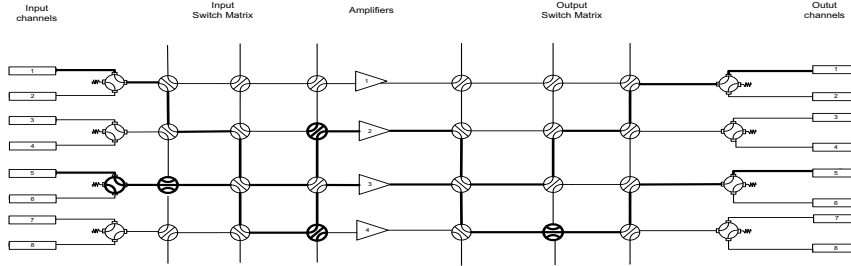 Input
channels
Input
Switch Matrix
Amplifiers
Output
Switch Matrix
Outut
channels
1
2
3
4
5
6
7
8
1
2
3
4
1
2
3
4
5
6
7
8